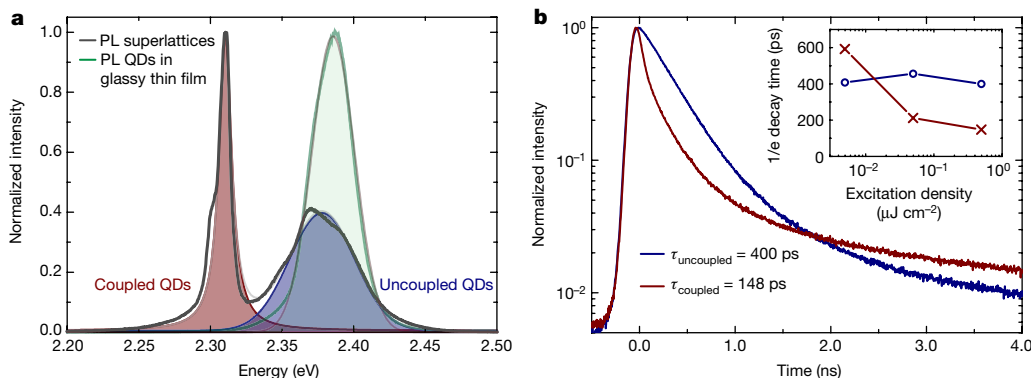 a
1.0
0.8
0.6
0.4
0.2
0.0
Normalized intensity
PL superlattices
PL QDs in
glassy thin film
Coupled QDs
Uncoupled QDs
2.20 2.25 2.30 2.35 2.40 2.45 2.50
Energy (eV)
b
10⁰
10⁻¹
10⁻²
Normalized intensity
τuncoupled = 400 ps
τcoupled = 148 ps
0.0 1.0 2.0 3.0 4.0
Time (ns)
1/e decay time (ps)
600
400
200
0
10⁻² 10⁻¹ 10⁰
Excitation density
(μJ cm⁻²)